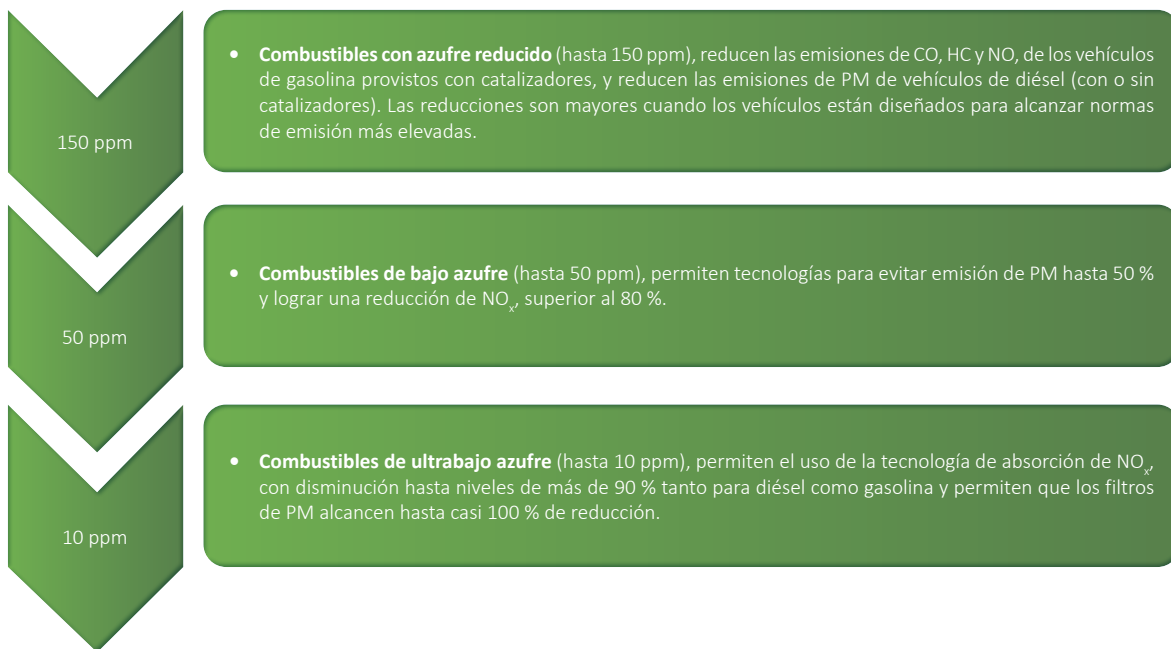 150 ppm
• Combustibles con azufre reducido (hasta 150 ppm), reducen las emisiones de CO, HC y NO, de los vehículos
de gasolina provistos con catalizadores, y reducen las emisiones de PM de vehículos de diésel (con o sin
catalizadores). Las reducciones son mayores cuando los vehículos están diseñados para alcanzar normas
de emisión más elevadas.
50 ppm
• Combustibles de bajo azufre (hasta 50 ppm), permiten tecnologías para evitar emisión de PM hasta 50 %
y lograr una reducción de NOx, superior al 80 %.
10 ppm
• Combustibles de ultrabajo azufre (hasta 10 ppm), permiten el uso de la tecnología de absorción de NOx,
con disminución hasta niveles de más de 90 % tanto para diésel como gasolina y permiten que los filtros
de PM alcancen hasta casi 100 % de reducción.